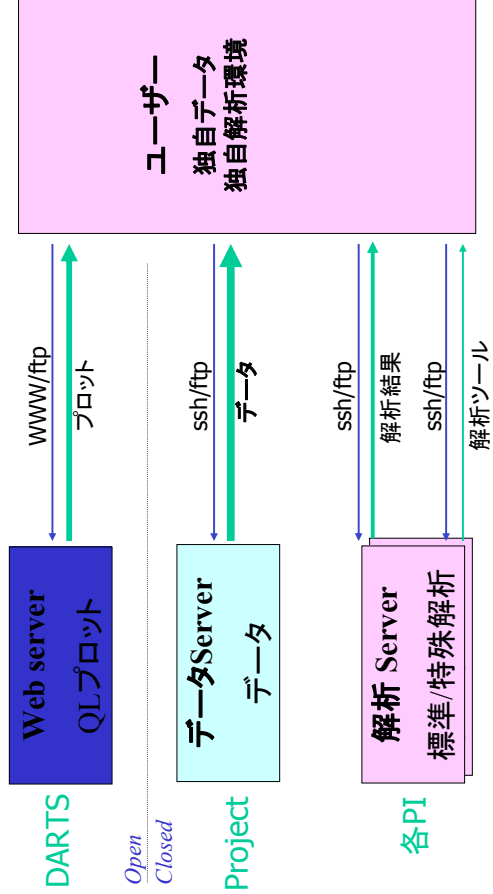 DARTS
Web server
QLプロット
WWW/ftp
プロット
Open
Closed
Project
データServer
データ
ssh/ftp
データ
各PI
解析 Server
標準/特殊解析
ssh/ftp
解析結果
ssh/ftp
解析ツール
ユーザー
独自データ
独自解析環境